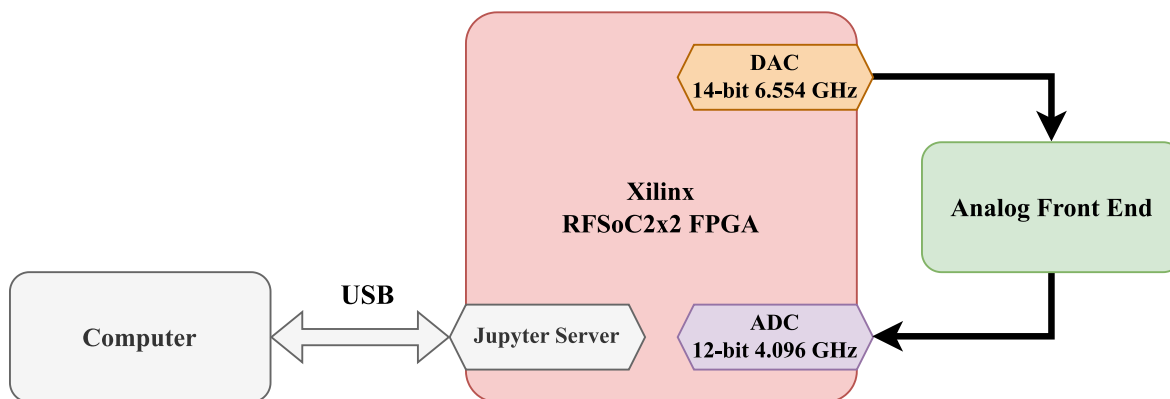 DAC
14-bit 6.554 GHz
Xilinx
RFSoC2x2 FPGA
Analog Front End
USB
Computer
Jupyter Server
ADC
12-bit 4.096 GHz